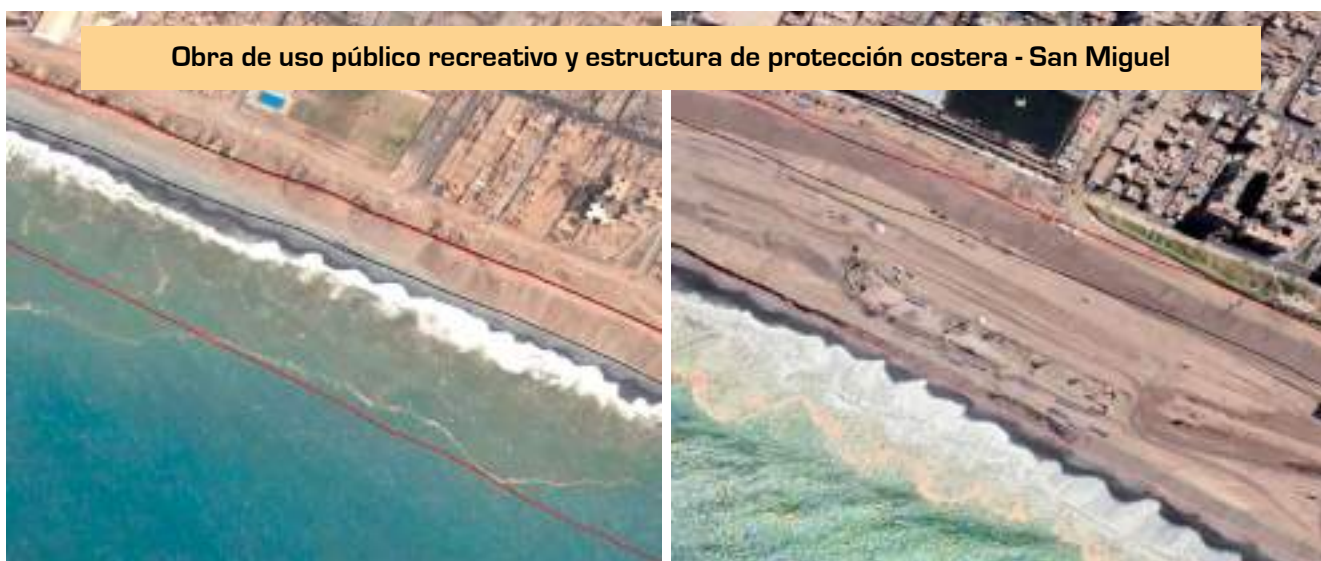 Obra de uso público recreativo y estructura de protección costera - San Miguel